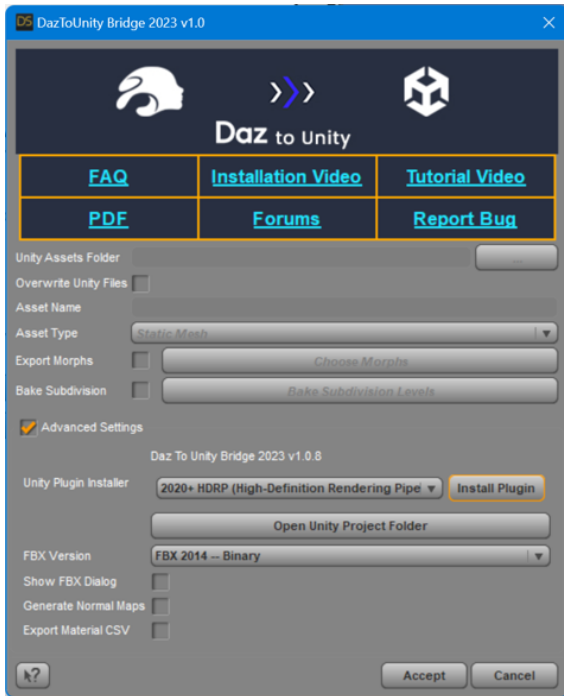 DS DazToUnity Bridge 2023 v1.0
Daz to Unity
FAQ Installation Video Tutorial Video
PDF Forums Report Bug
Unity Assets Folder ...
Overwrite Unity Files
Asset Name
Asset Type Static Mesh
Export Morphs Choose Morphs
Bake Subdivision Bake Subdivision Levels
Advanced Settings
Daz To Unity Bridge 2023 v1.0.8
Unity Plugin Installer 2020+ HDRP (High-Definition Rendering Pipe Install Plugin
Open Unity Project Folder
FBX Version FBX 2014 -- Binary
Show FBX Dialog
Generate Normal Maps
Export Material CSV
? Accept Cancel